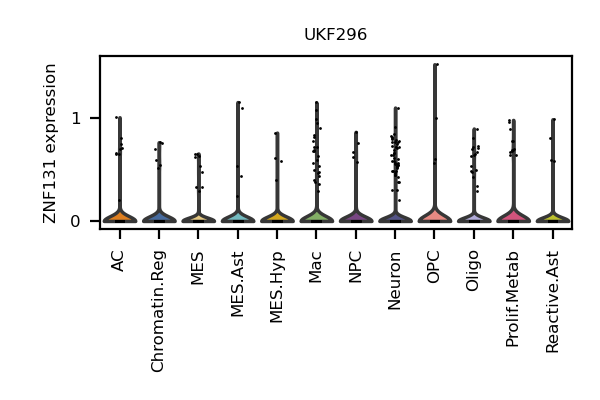 UKF296
ZNF131 expression
1
0
AC
Chromatin.Reg
MES
MES.Ast
MES.Hyp
Mac
NPC
Neuron
OPC
Oligo
Prolif.Metab
Reactive.Ast